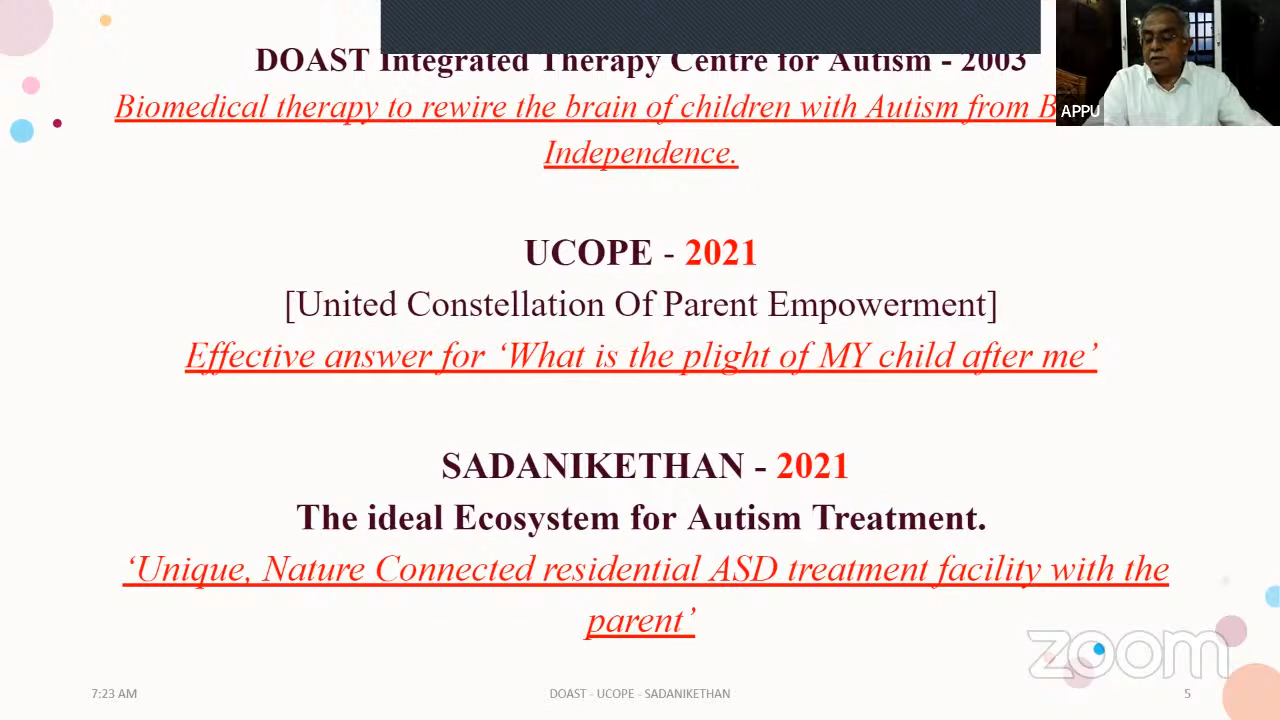 DOAST Integrated Therapy Centre for Autism - 2003
Biomedical therapy to rewire the brain of children with Autism from
APPU
Independence.
UCOPE - 2021
[United Constellation Of Parent Empowerment]
Effective answer for ‘What is the plight of MY child after me’
SADANIKETHAN - 2021
The ideal Ecosystem for Autism Treatment.
‘Unique, Nature Connected residential ASD treatment facility with the
parent’
zoom
7:23 AM
DOAST - UCOPE - SADANIKETHAN
5